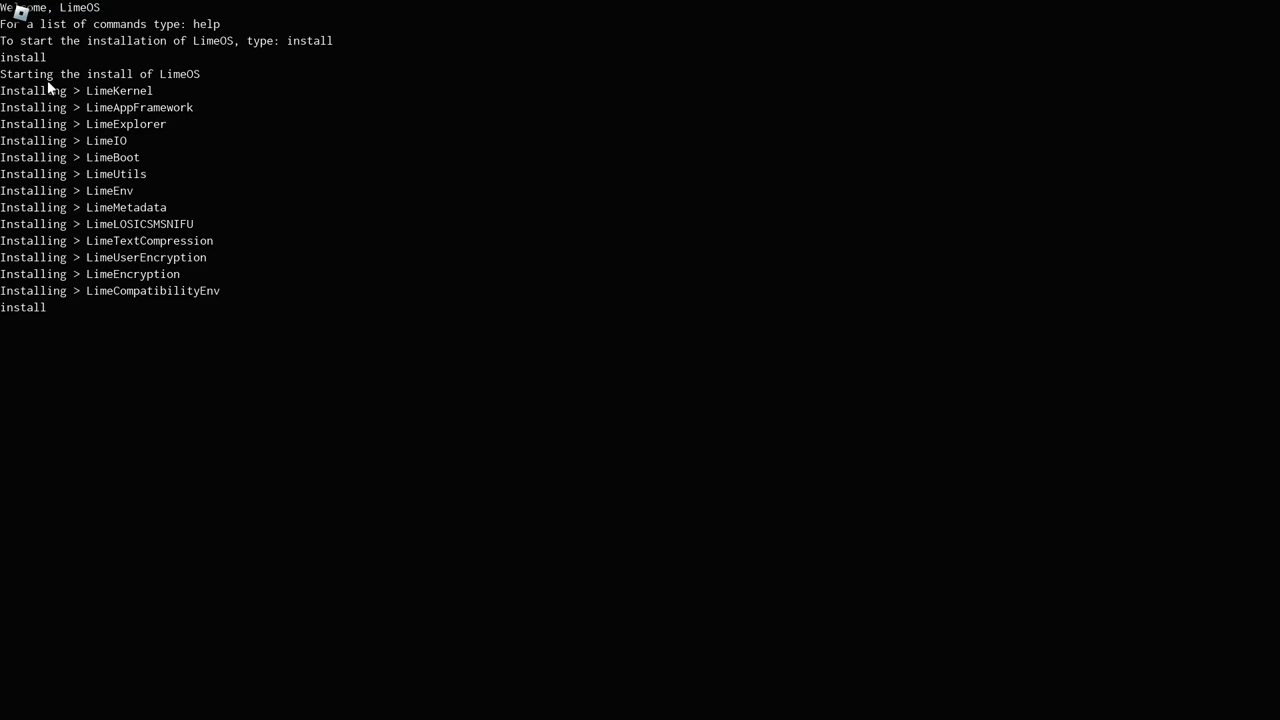 Welcome, LimeOS
For a list of commands type: help
To start the installation of LimeOS, type: install
install
Starting the install of LimeOS
Installing > LimeKernel
Installing > LimeAppFramework
Installing > LimeExplorer
Installing > LimeIO
Installing > LimeBoot
Installing > LimeUtils
Installing > LimeEnv
Installing > LimeMetadata
Installing > LimeLOSICSMSNIFU
Installing > LimeTextCompression
Installing > LimeUserEncryption
Installing > LimeEncryption
Installing > LimeCompatibilityEnv
install